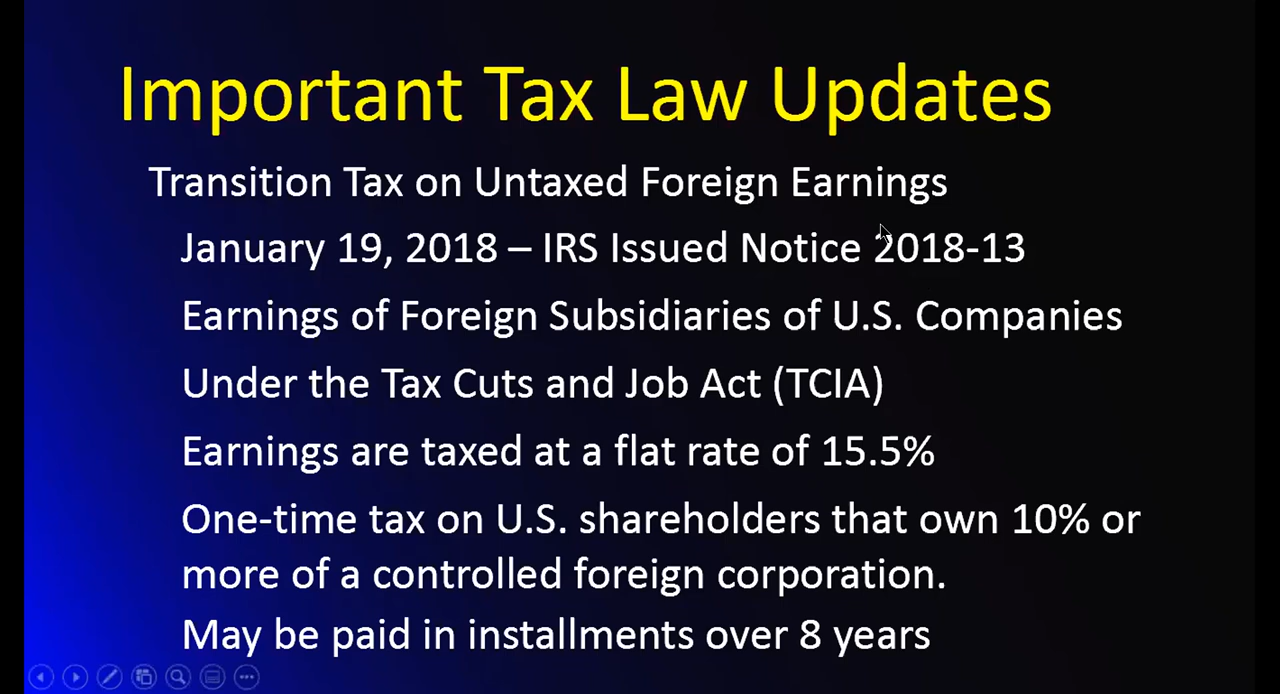 Important Tax Law Updates
Transition Tax on Untaxed Foreign Earnings
January 19, 2018 – IRS Issued Notice 2018-13
Earnings of Foreign Subsidiaries of U.S. Companies
Under the Tax Cuts and Job Act (TCIA)
Earnings are taxed at a flat rate of 15.5%
One-time tax on U.S. shareholders that own 10% or
more of a controlled foreign corporation.
May be paid in installments over 8 years